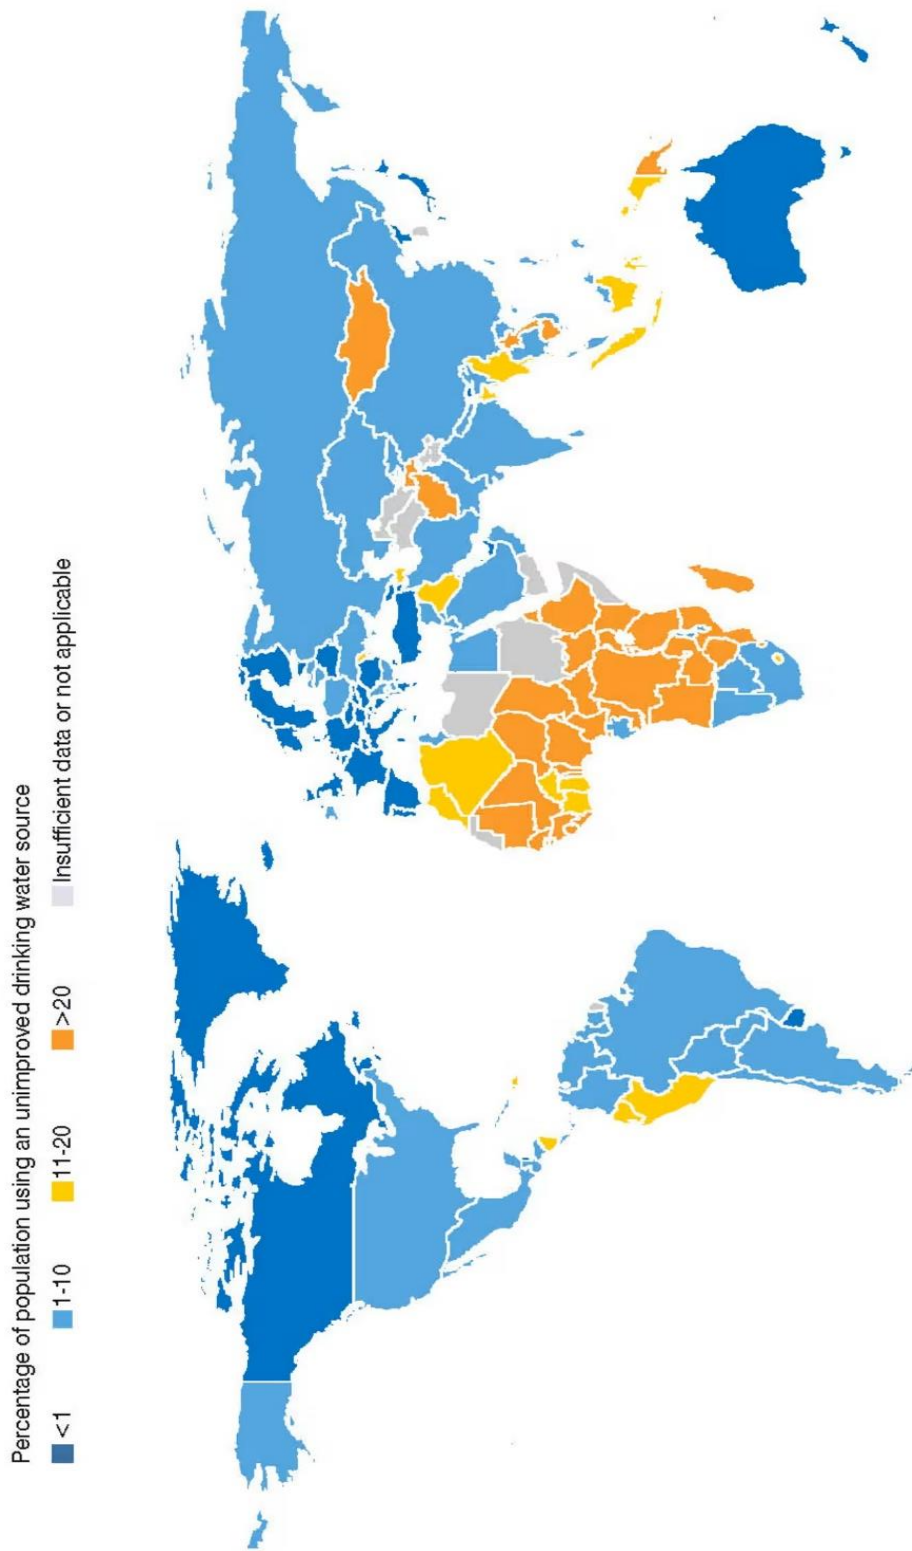 Percentage of population using an unimproved drinking water source
<1 1-10 11-20 >20 Insufficient data or not applicable